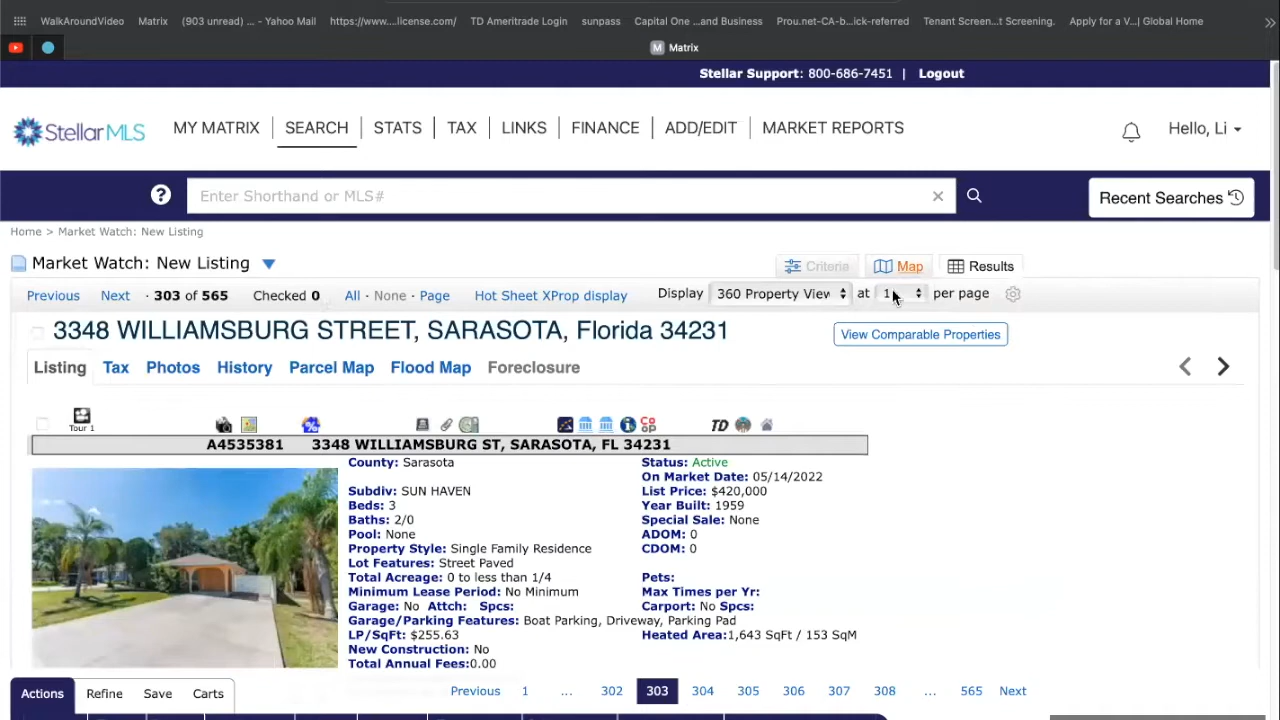 WalkAroundVideo Matrix (903 unread) ... - Yahoo Mail https://www....license.com/ TD Ameritrade Login sunpass Capital One ...and Business Prou.net-CA-b...ick-referred Tenant Screen...t Screening. Apply for a V...| Global Home
M Matrix
Stellar Support: 800-686-7451 | Logout
StellarMLS MY MATRIX SEARCH STATS TAX LINKS FINANCE ADD/EDIT MARKET REPORTS Hello, Li
? Enter Shorthand or MLS# Recent Searches
Home > Market Watch: New Listing
Market Watch: New Listing Criteria Map Results
Previous Next · 303 of 565 Checked 0 All · None · Page Hot Sheet XProp display Display 360 Property View at 1 per page
3348 WILLIAMSBURG STREET, SARASOTA, Florida 34231 View Comparable Properties
Listing Tax Photos History Parcel Map Flood Map Foreclosure
Tour 1 TD
A4535381 3348 WILLIAMSBURG ST, SARASOTA, FL 34231
County: Sarasota Status: Active
On Market Date: 05/14/2022
Subdiv: SUN HAVEN List Price: $420,000
Beds: 3 Year Built: 1959
Baths: 2/0 Special Sale: None
Pool: None ADOM: 0
Property Style: Single Family Residence CDOM: 0
Lot Features: Street Paved
Total Acreage: 0 to less than 1/4 Pets:
Minimum Lease Period: No Minimum Max Times per Yr:
Garage: No Attch: Spcs: Carport: No Spcs:
Garage/Parking Features: Boat Parking, Driveway, Parking Pad
LP/SqFt: $255.63 Heated Area:1,643 SqFt / 153 SqM
New Construction: No
Total Annual Fees:0.00
Actions Refine Save Carts Previous 1 ... 302 303 304 305 306 307 308 ... 565 Next